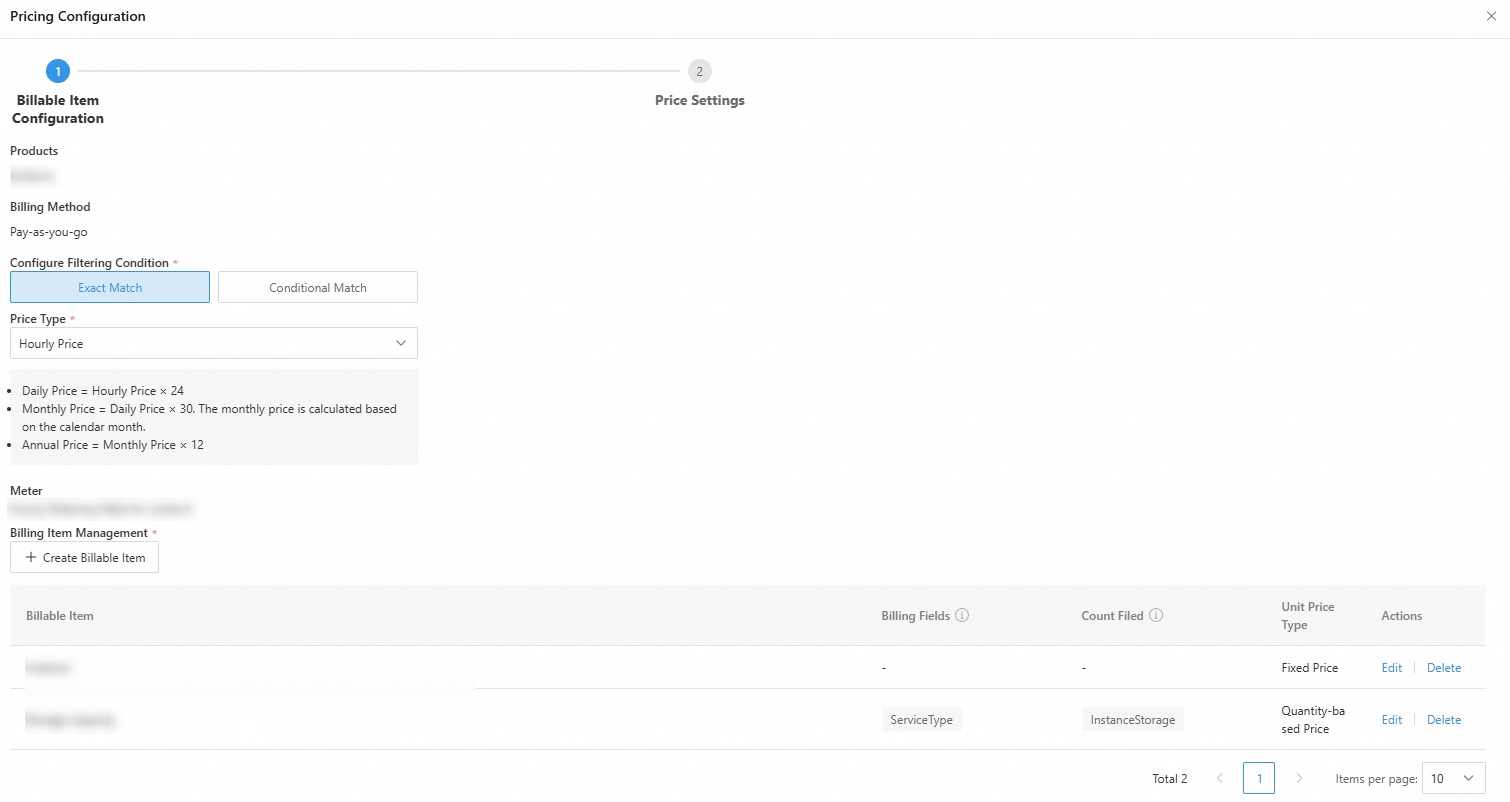 Pricing Configuration
1
2
Billable Item
Configuration
Price Settings
Products
Billing Method
Pay-as-you-go
Configure Filtering Condition *
Exact Match
Conditional Match
Price Type *
Hourly Price
Daily Price = Hourly Price × 24
Monthly Price = Daily Price × 30. The monthly price is calculated based
on the calendar month.
Annual Price = Monthly Price × 12
Meter
Billing Item Management *
+ Create Billable Item
Billable Item
Billing Fields
Count Filed
Unit Price
Type
Actions
-
-
Fixed Price
Edit
Delete
ServiceType
InstanceStorage
Quantity-ba
sed Price
Edit
Delete
Total 2
1
Items per page:
10